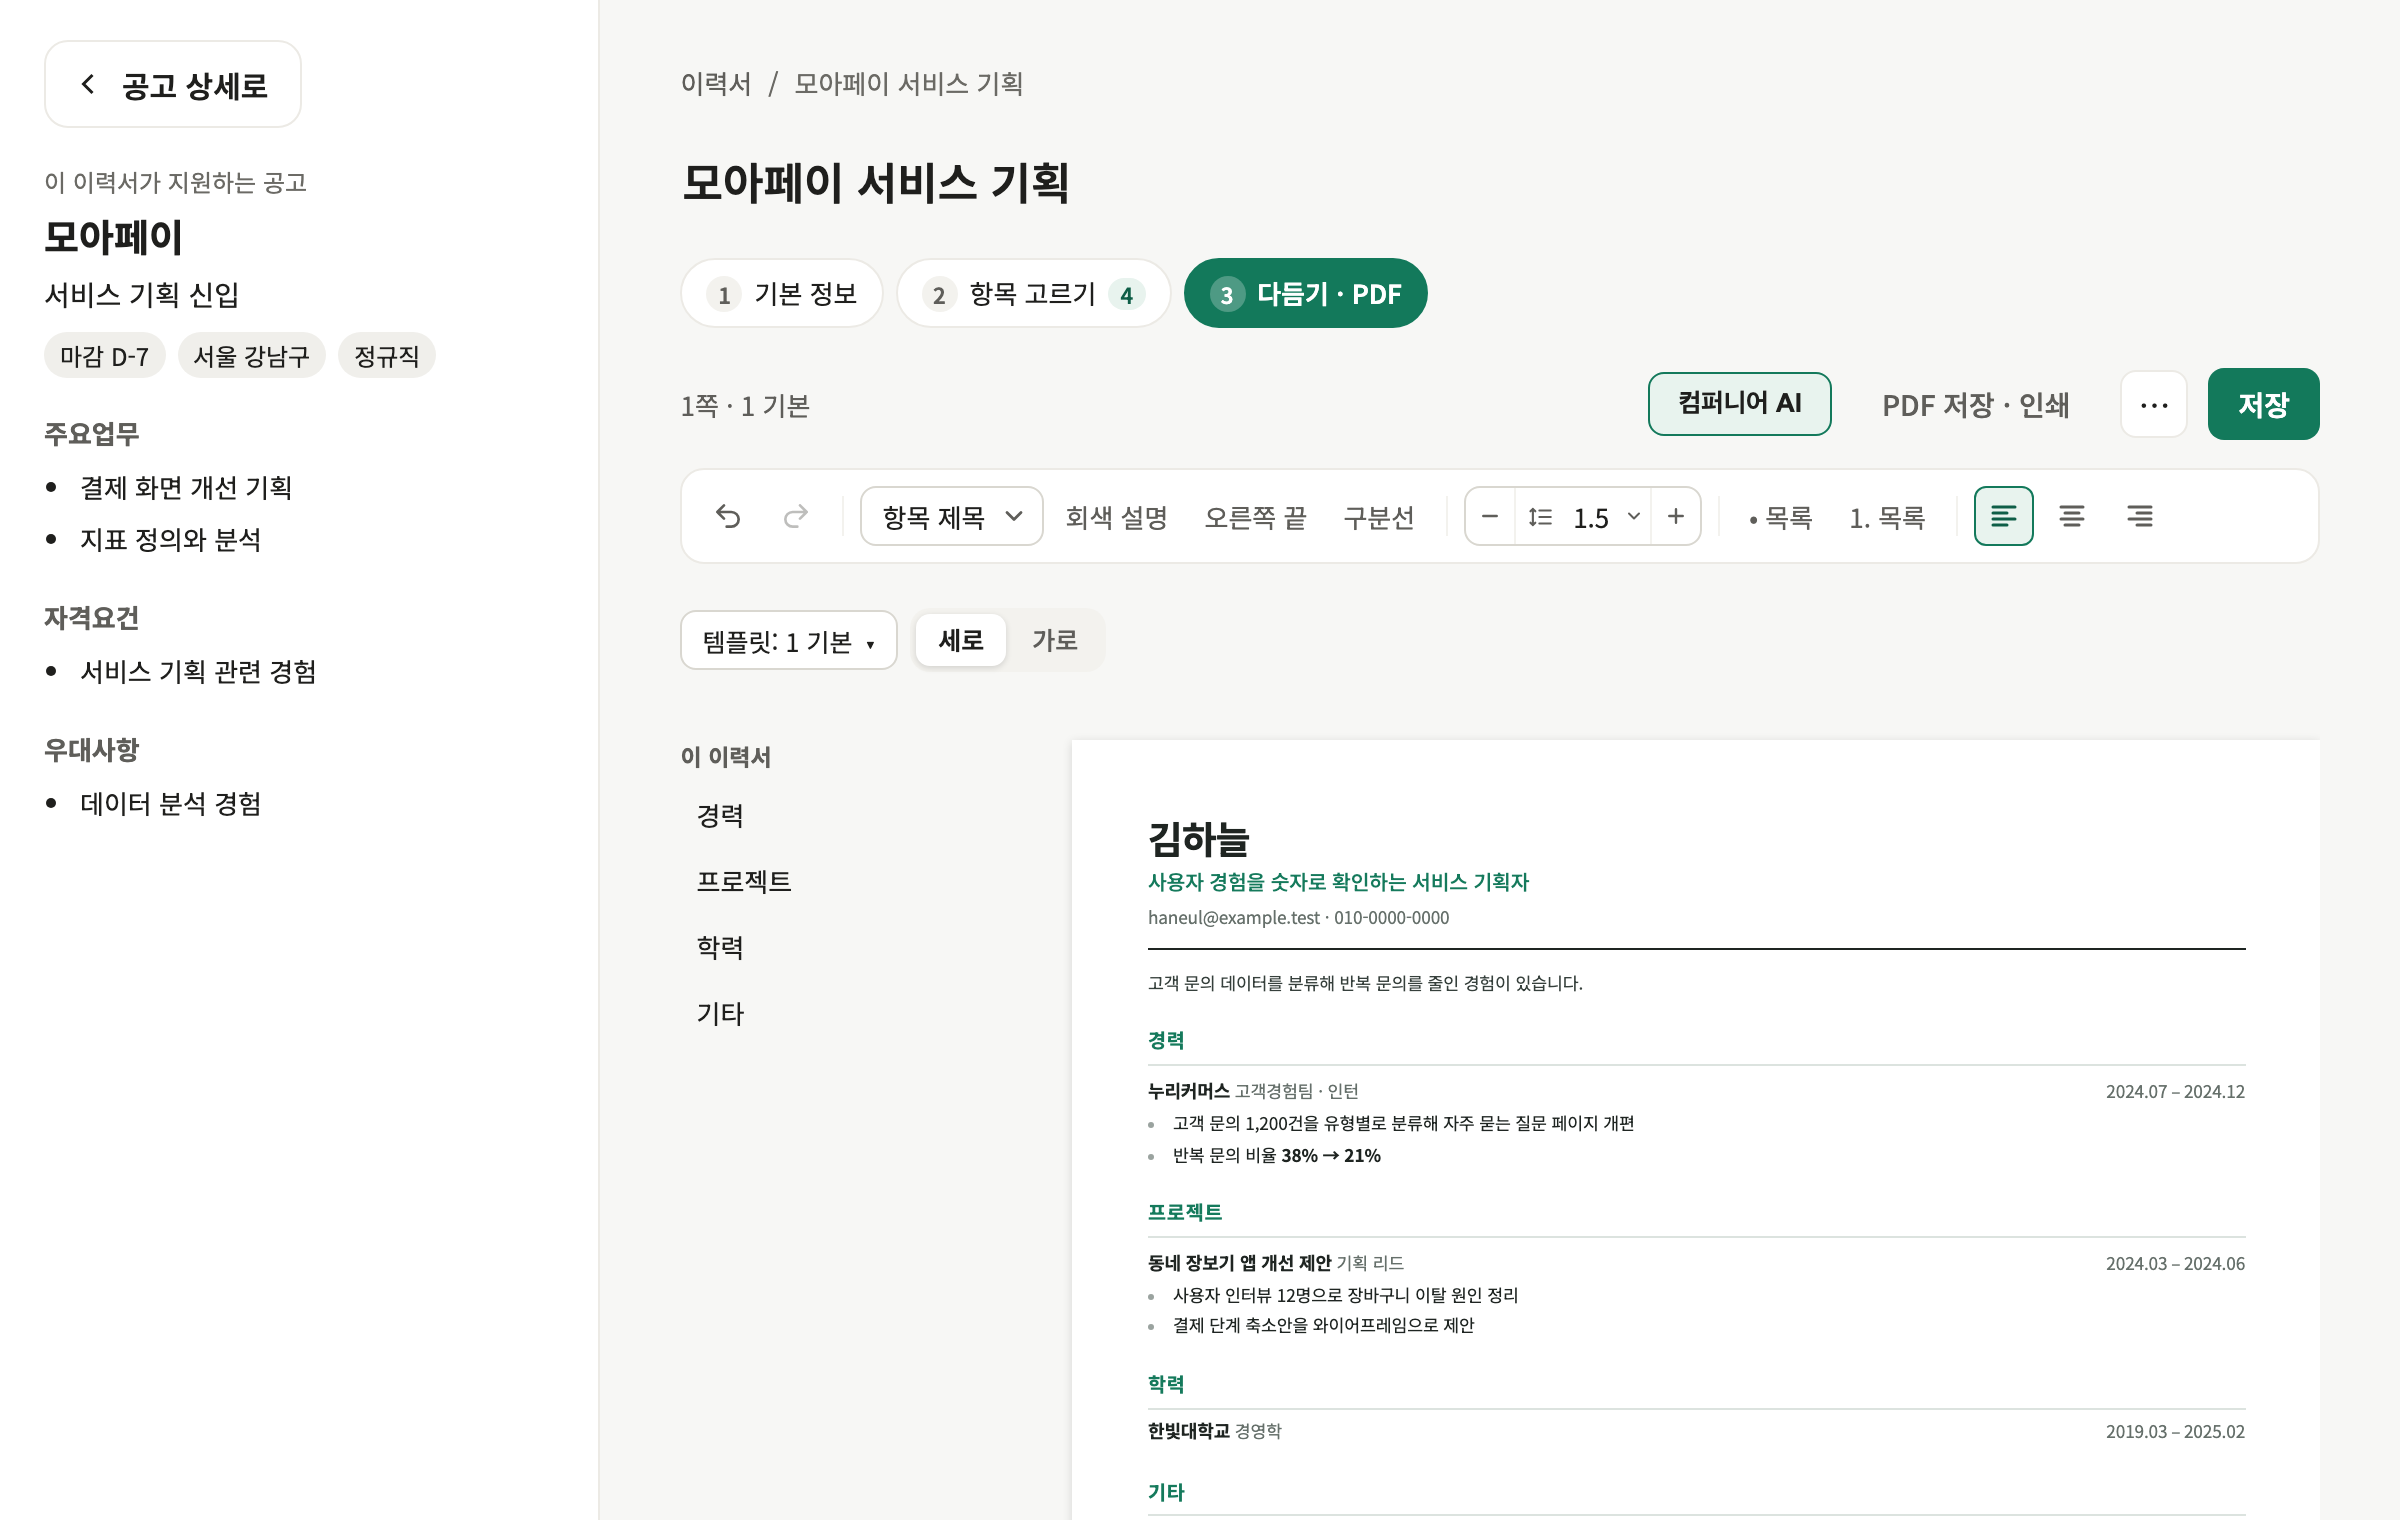 공고 상세로
이 이력서가 지원하는 공고
모아페이
서비스 기획 신입
마감 D-7 서울 강남구 정규직
주요업무
• 결제 화면 개선 기획
• 지표 정의와 분석
자격요건
• 서비스 기획 관련 경험
우대사항
• 데이터 분석 경험
이력서 / 모아페이 서비스 기획
모아페이 서비스 기획
1 기본 정보 2 항목 고르기 4 3 다듬기 · PDF
1쪽 · 1 기본 컴퍼니어 AI PDF 저장 · 인쇄 ··· 저장
항목 제목 회색 설명 오른쪽 끝 구분선 − 1.5 + • 목록 1. 목록
템플릿: 1 기본 ▾ 세로 가로
이 이력서
경력
프로젝트
학력
기타
김하늘
사용자 경험을 숫자로 확인하는 서비스 기획자
haneul@example.test · 010-0000-0000
고객 문의 데이터를 분류해 반복 문의를 줄인 경험이 있습니다.
경력
누리커머스 고객경험팀 · 인턴 2024.07 – 2024.12
• 고객 문의 1,200건을 유형별로 분류해 자주 묻는 질문 페이지 개편
• 반복 문의 비율 38% → 21%
프로젝트
동네 장보기 앱 개선 제안 기획 리드 2024.03 – 2024.06
• 사용자 인터뷰 12명으로 장바구니 이탈 원인 정리
• 결제 단계 축소안을 와이어프레임으로 제안
학력
한빛대학교 경영학 2019.03 – 2025.02
기타